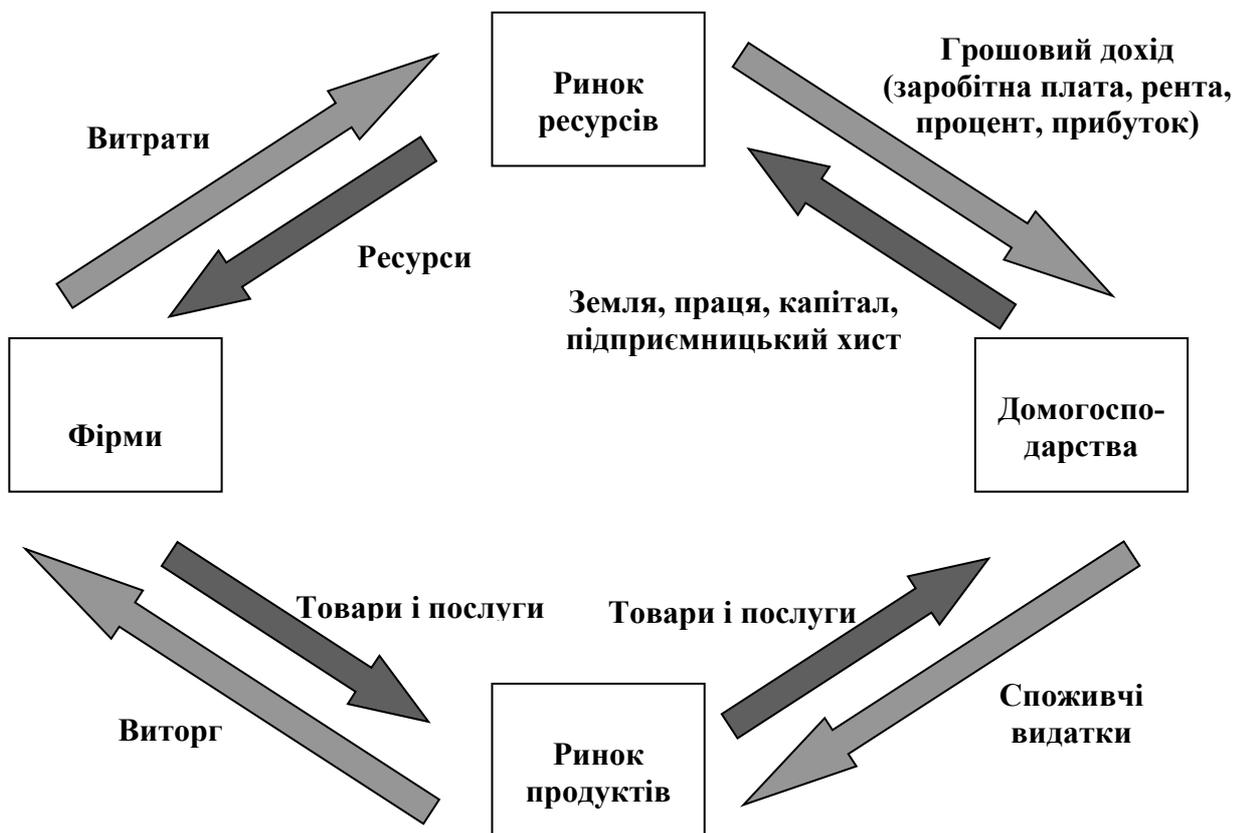 Ринок
ресурсів
Грошовий дохід
(заробітна плата, рента,
процент, прибуток)
Витрати
Ресурси
Земля, праця, капітал,
підприємницький хист
Фірми
Домогоспо-
дарства
Товари і послуги
Товари і послуги
Споживчі
видатки
Виторг
Ринок
продуктів